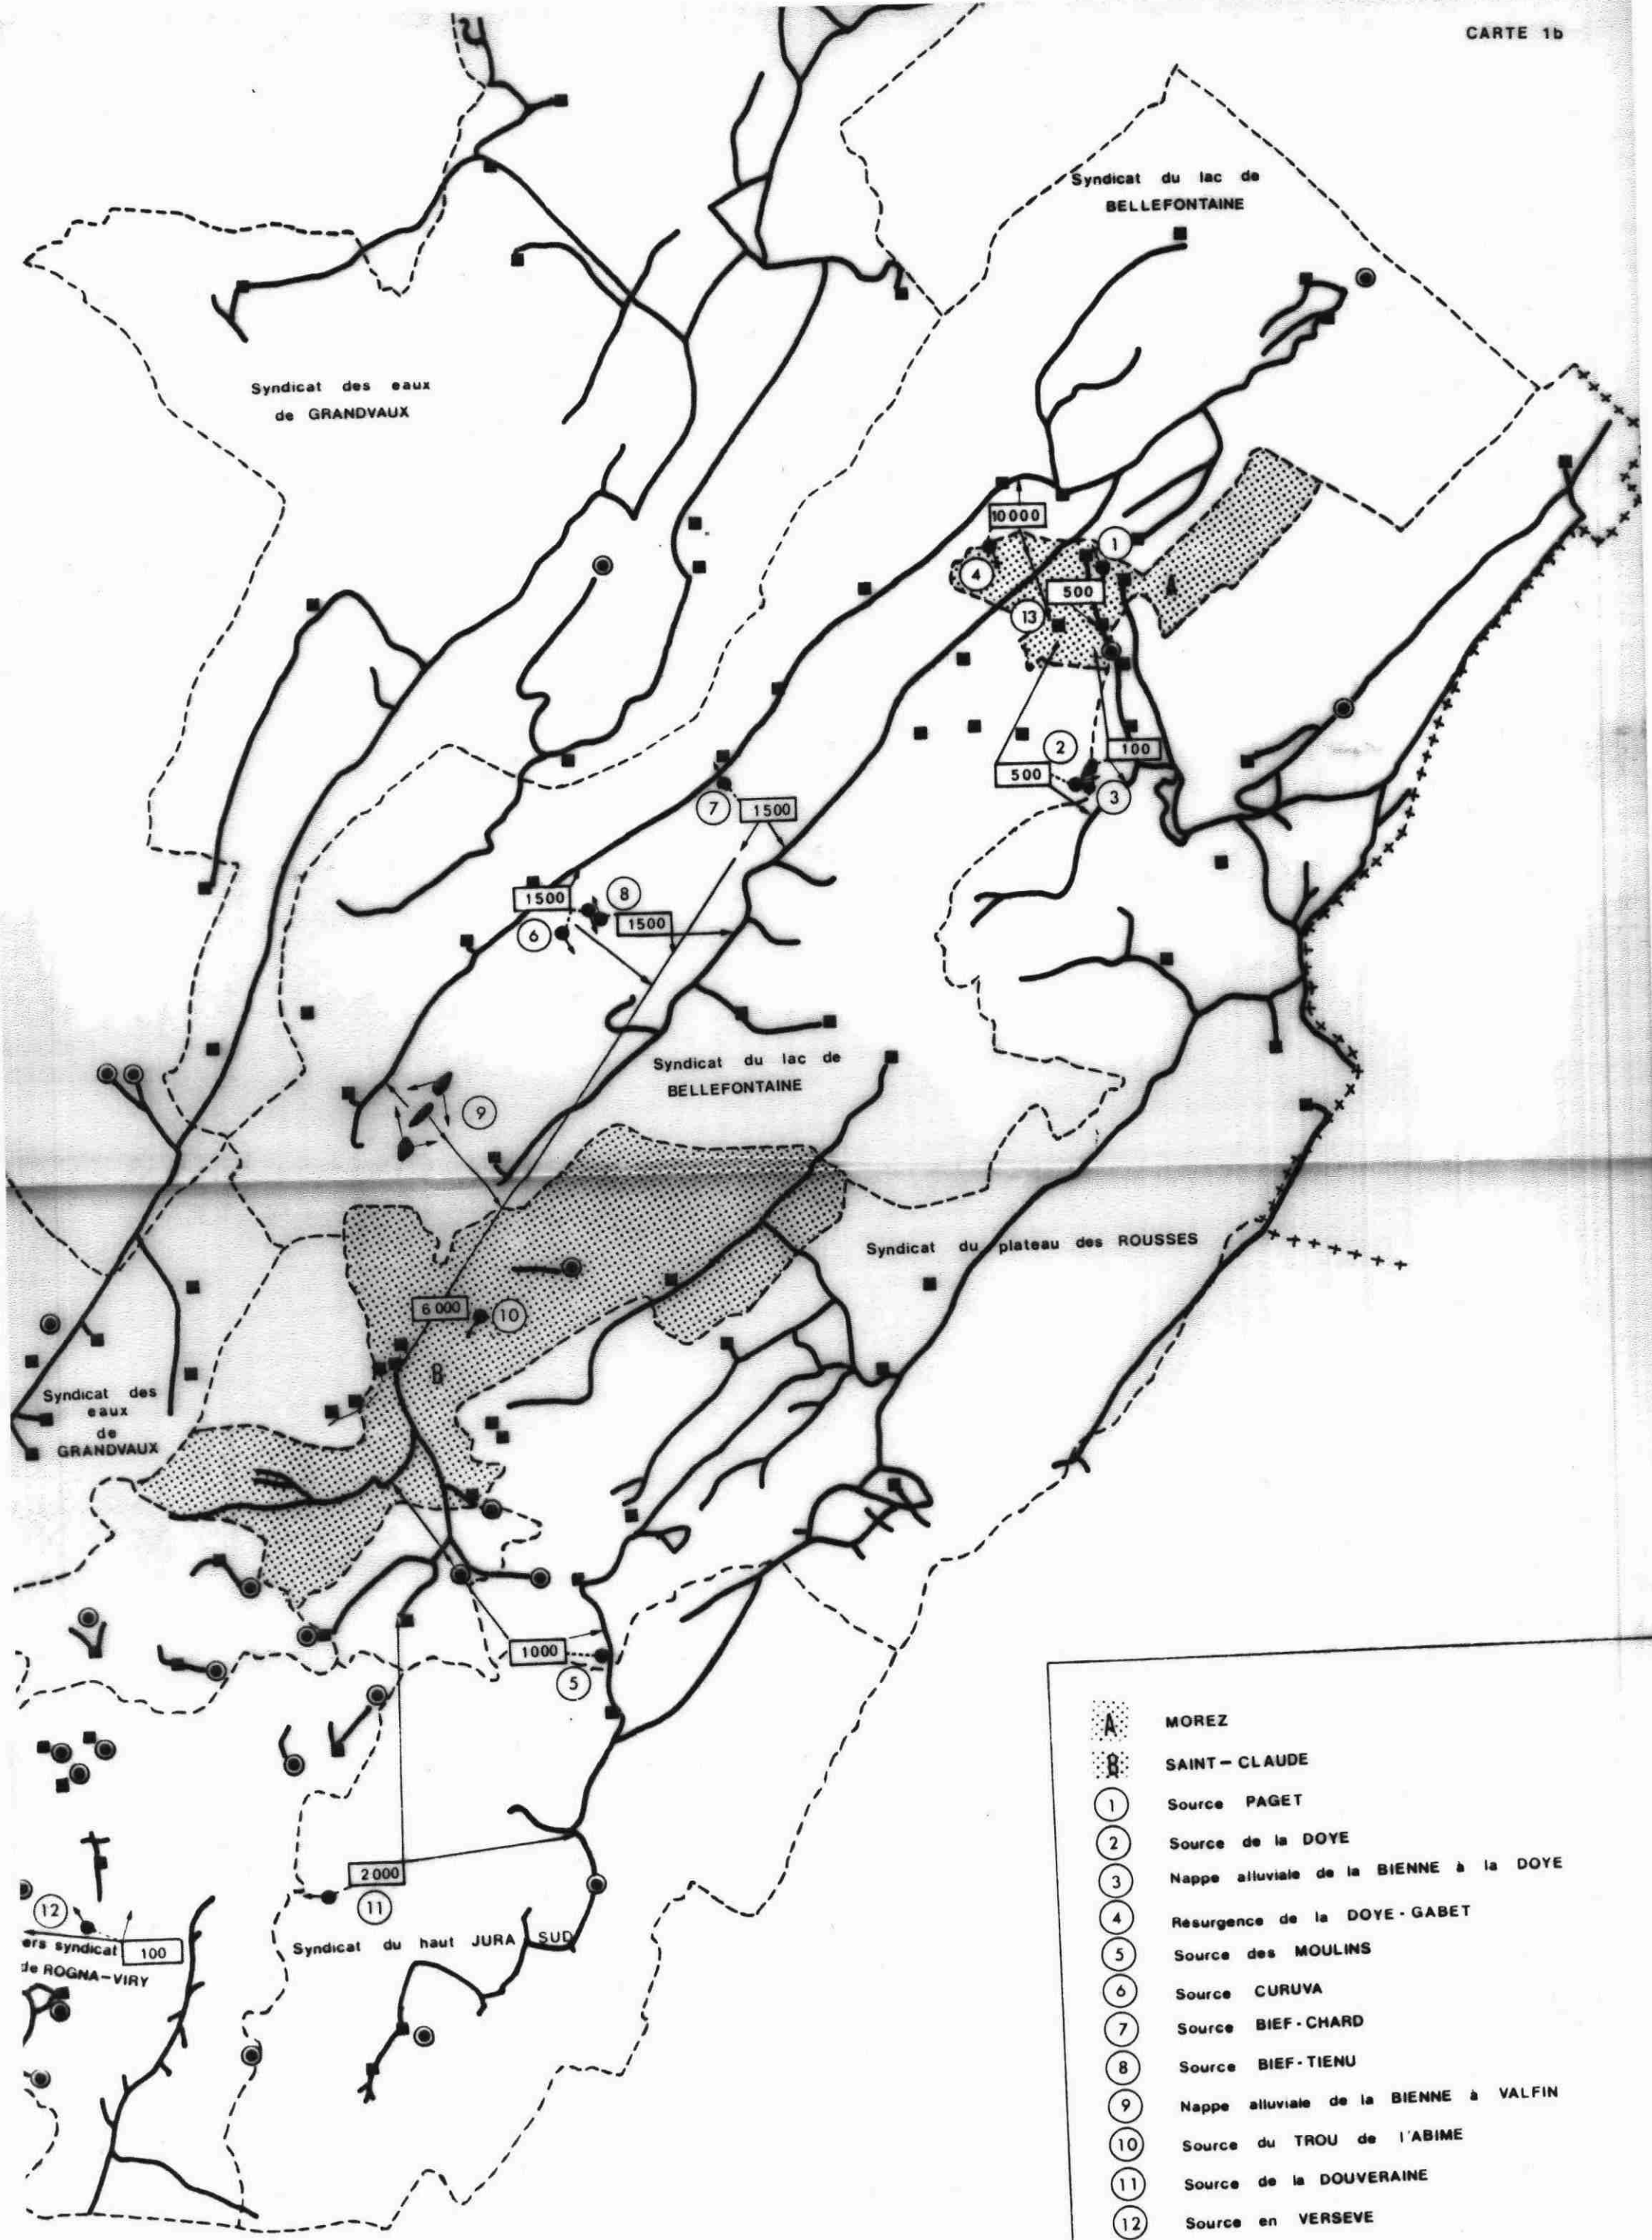 CARTE 1b
Syndicat du lac de
BELLEFONTAINE
Syndicat des eaux
de GRANDVAUX
10 000
1
4
500
13
2
100
500
3
7
1500
1500
8
6
1500
Syndicat du lac de
BELLEFONTAINE
9
Syndicat du plateau des ROUSSES
6 000
10
A
B
Syndicat des
eaux
de
GRANDVAUX
1000
5
2 000
11
12
ers syndicat
100
de ROGNA-VIRY
Syndicat du haut JURA SUD
A MOREZ
B SAINT-CLAUDE
1 Source PAGET
2 Source de la DOYE
3 Nappe alluviale de la BIENNE à la DOYE
4 Résurgence de la DOYE-GABET
5 Source des MOULINS
6 Source CURUVA
7 Source BIEF-CHARD
8 Source BIEF-TIENU
9 Nappe alluviale de la BIENNE à VALFIN
10 Source du TROU de l'ABIME
11 Source de la DOUVERAINE
12 Source en VERSEVE